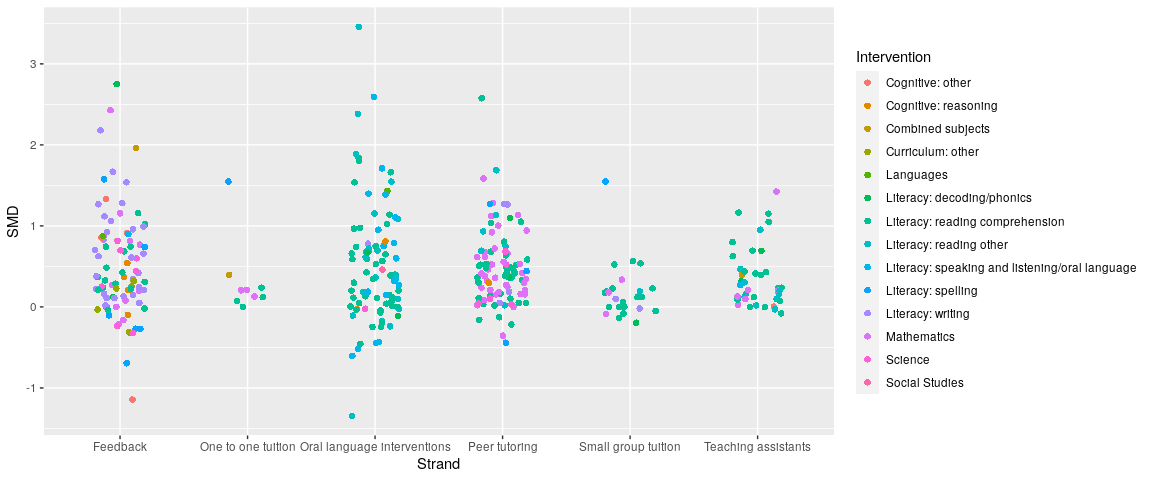 SMD
3
2
1
0
-1
Feedback
One to one tuition
Oral language interventions
Peer tutoring
Small group tuition
Teaching assistants
Strand
Intervention
Cognitive: other
Cognitive: reasoning
Combined subjects
Curriculum: other
Languages
Literacy: decoding/phonics
Literacy: reading comprehension
Literacy: reading other
Literacy: speaking and listening/oral language
Literacy: spelling
Literacy: writing
Mathematics
Science
Social Studies